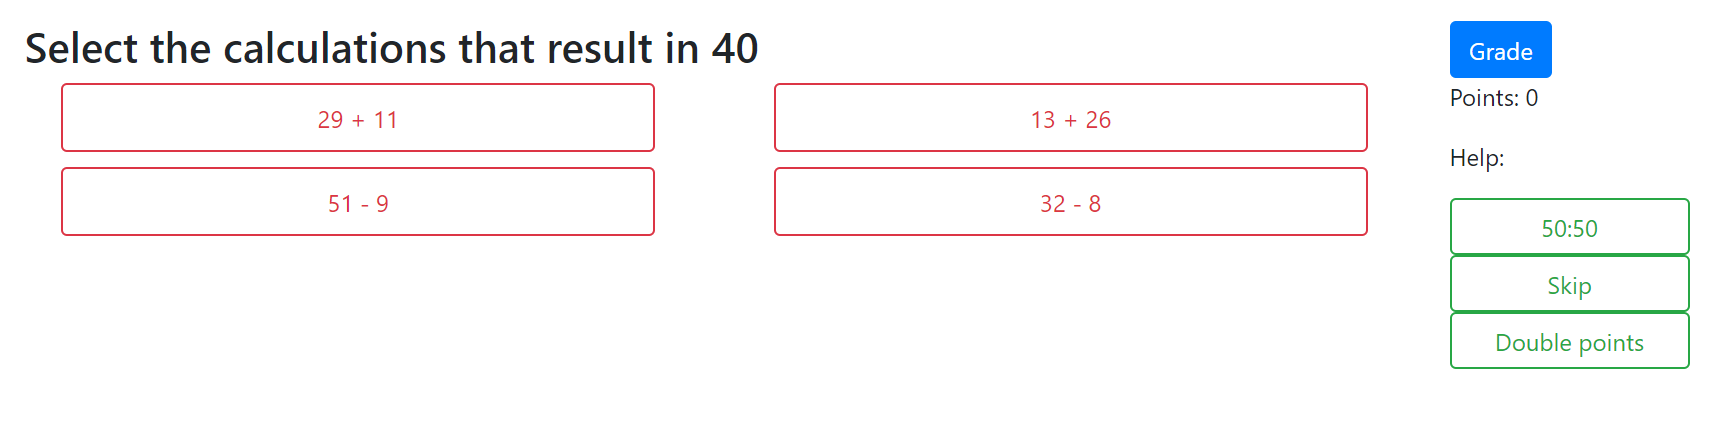 Select the calculations that result in 40
29 + 11
13 + 26
51 - 9
32 - 8
Grade
Points: 0
Help:
50:50
Skip
Double points